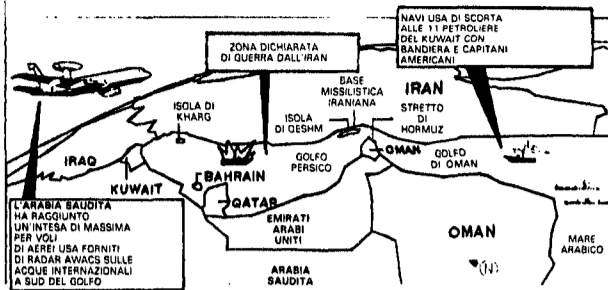 ZONA DICHIARATA
DI GUERRA DALL'IRAN
NAVI USA DI SCORTA
ALLE 11 PETROLIERE
DEL KUWAIT CON
BANDIERA E CAPITANI
AMERICANI
ISOLA DI
KHARG
ISOLA
DI QESHM
BASE
MISSILISTICA
IRANIANA
IRAN
STRETTO
DI
HORMUZ
IRAQ
KUWAIT
BAHRAIN
QATAR
GOLFO
PERSICO
OMAN
GOLFO
DI OMAN
EMIRATI
ARABI
UNITI
OMAN
MARE
ARABICO
ARABIA
SAUDITA
L'ARABIA SAUDITA
HA RAGGIUNTO
UN'INTESA DI MASSIMA
PER VOLI
DI AEREI USA FORNITI
DI RADAR AWACS SULLE
ACQUE INTERNAZIONALI
A SUD DEL GOLFO